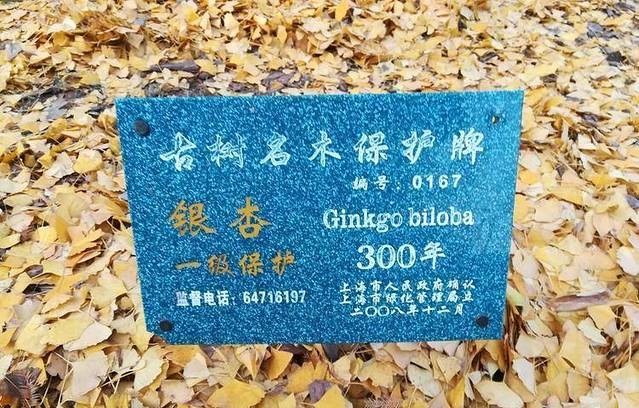 古树名木保护牌
编号：0167
银杏 Ginkgo biloba
一级保护 300年
监督电话：64716197
上海市人民政府确认
上海市绿化管理局立
二〇〇八年十二月